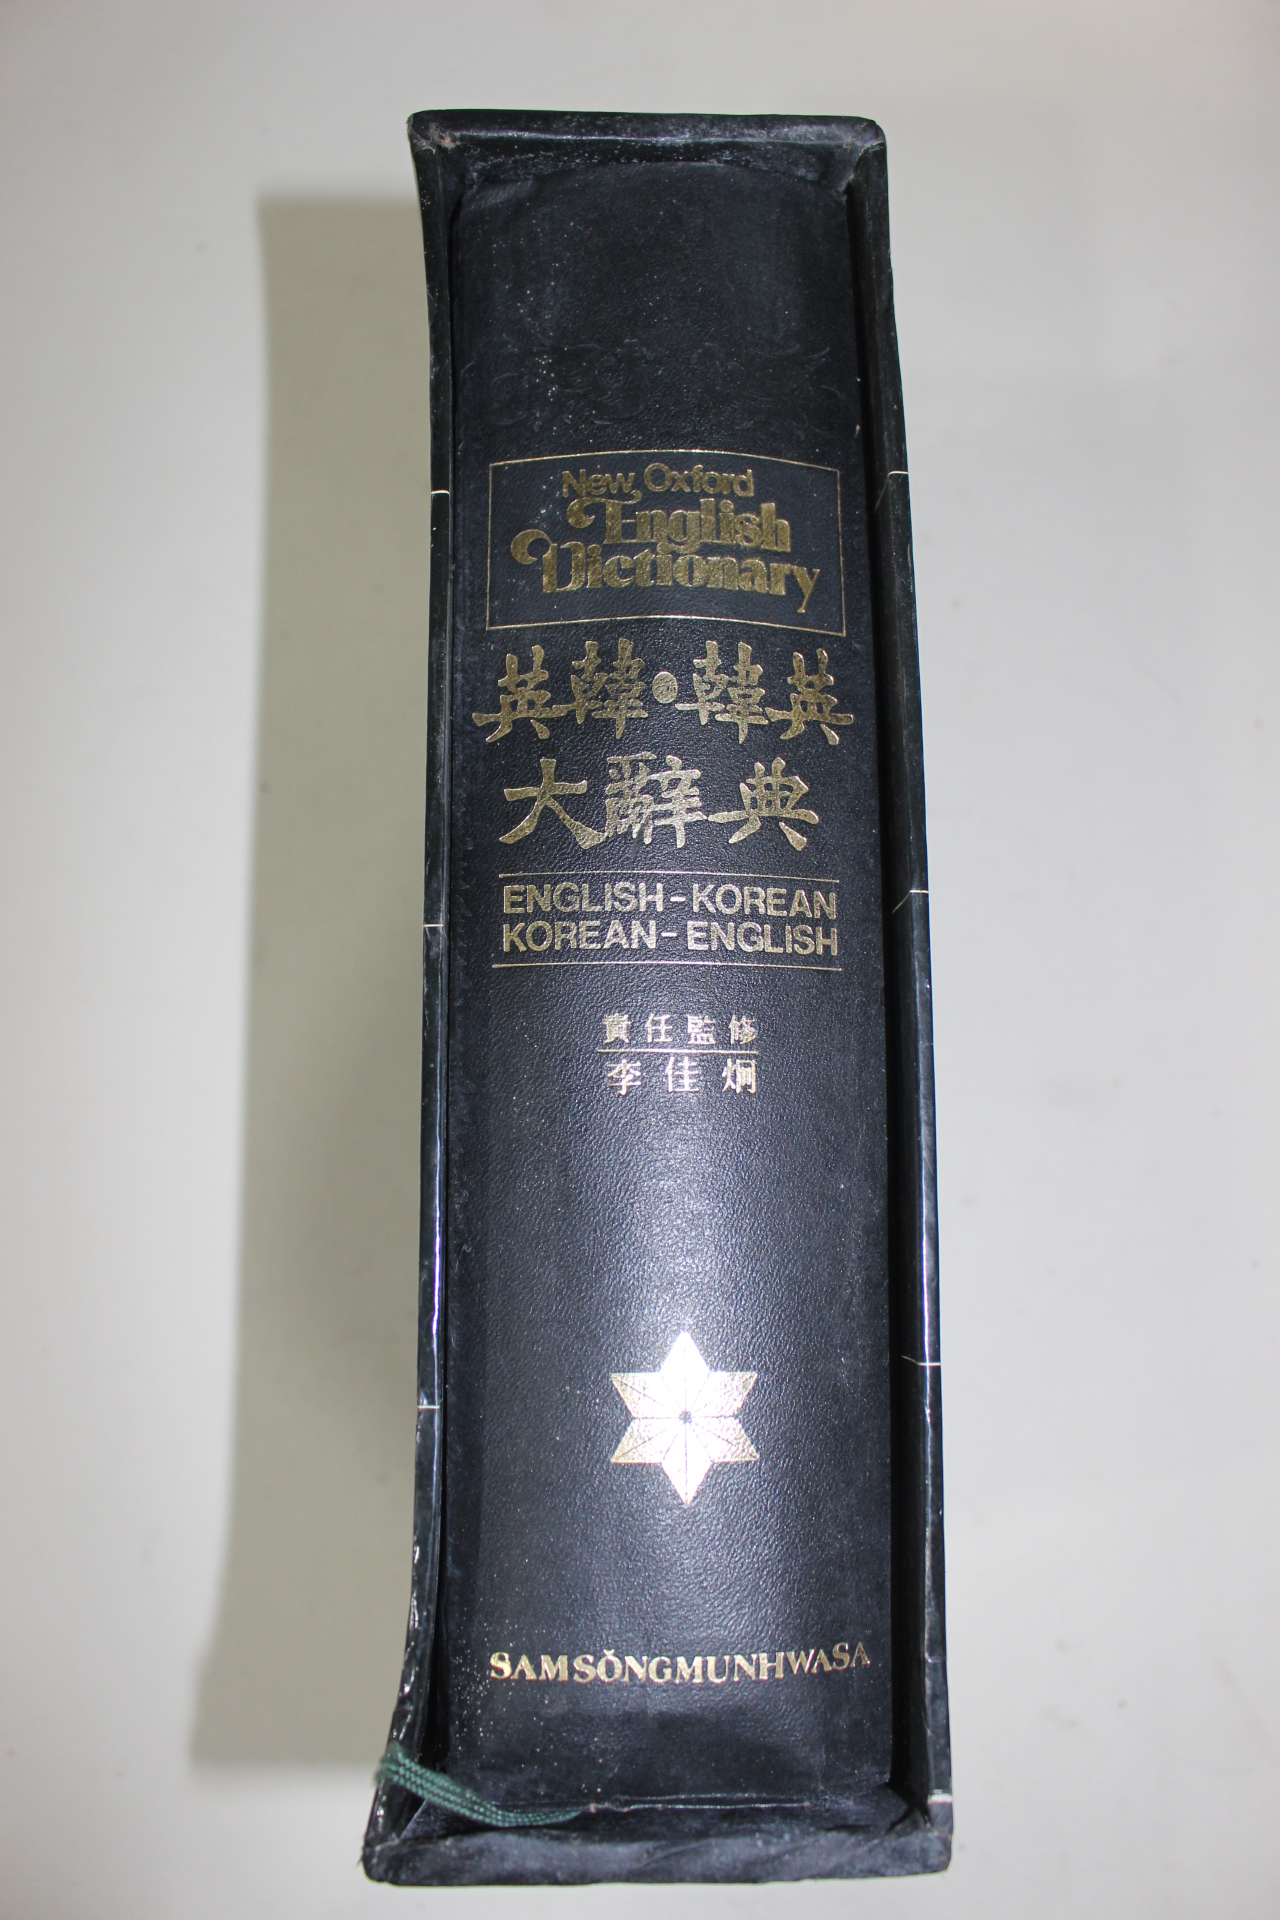 New Oxford
English
Dictionary
英韓·韓英
大辭典
ENGLISH-KOREAN
KOREAN-ENGLISH
責任監修
李佳炯
SAMSŎNGMUNHWASA